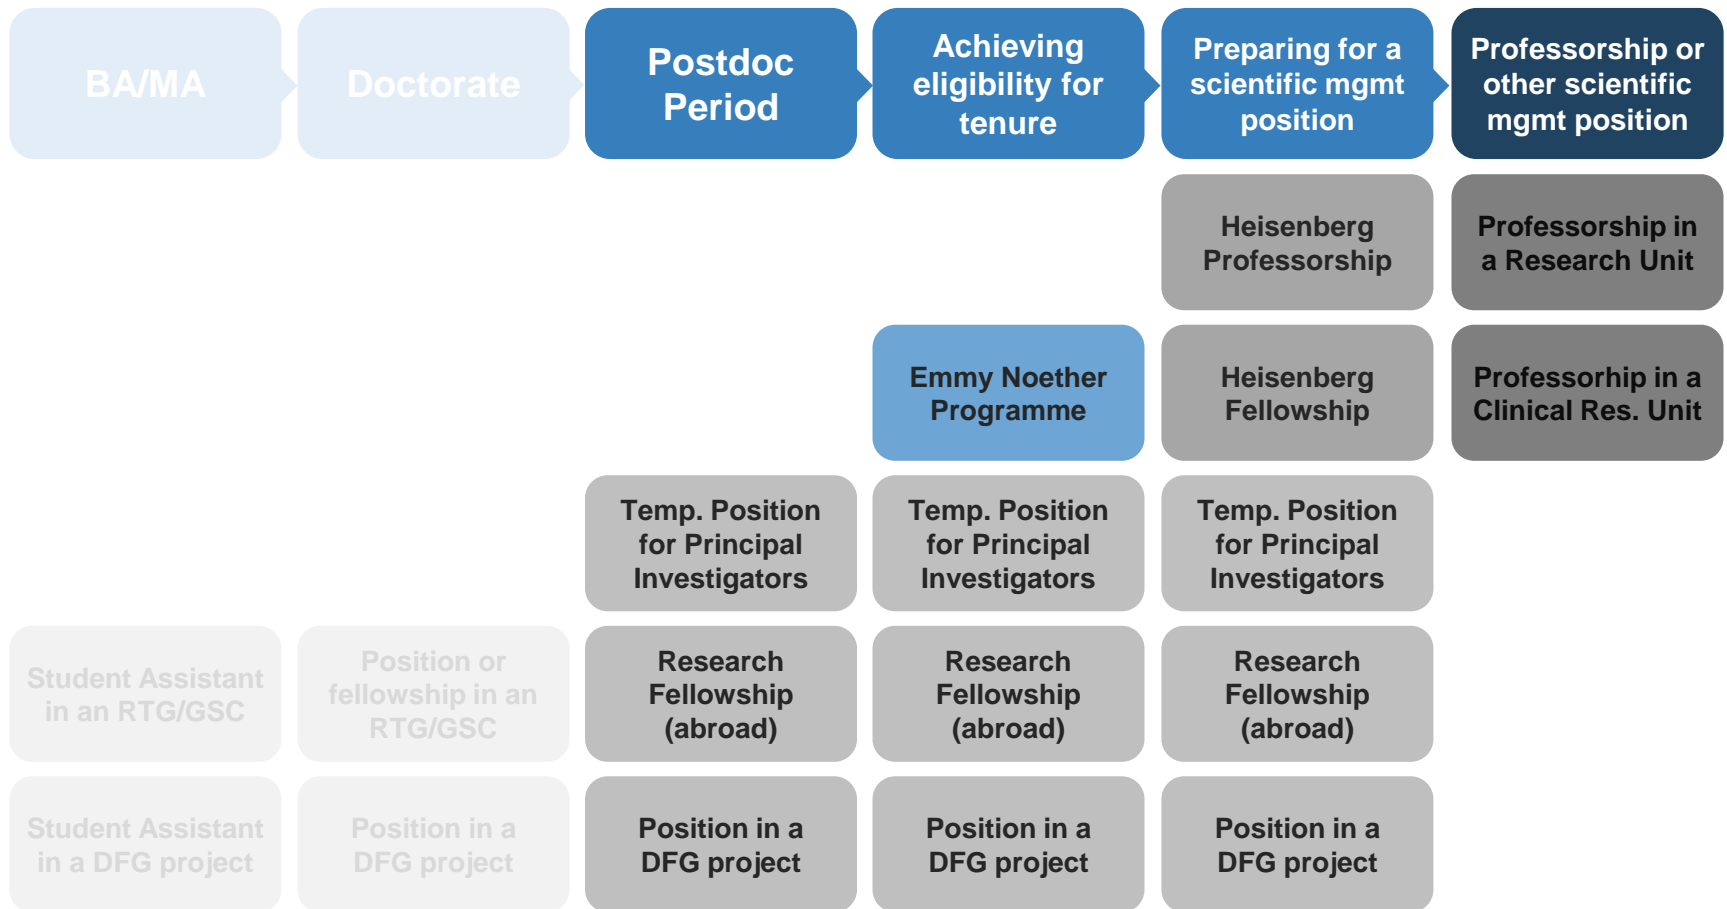 BA/MA
Doctorate
Postdoc
Period
Achieving
eligibility for
tenure
Preparing for a
scientific mgmt
position
Professorship or
other scientific
mgmt position
Heisenberg
Professorship
Professorship in
a Research Unit
Emmy Noether
Programme
Heisenberg
Fellowship
Professorhip in a
Clinical Res. Unit
Temp. Position
for Principal
Investigators
Temp. Position
for Principal
Investigators
Temp. Position
for Principal
Investigators
Student Assistant
in an RTG/GSC
Position or
fellowship in an
RTG/GSC
Research
Fellowship
(abroad)
Research
Fellowship
(abroad)
Research
Fellowship
(abroad)
Student Assistant
in a DFG project
Position in a
DFG project
Position in a
DFG project
Position in a
DFG project
Position in a
DFG project